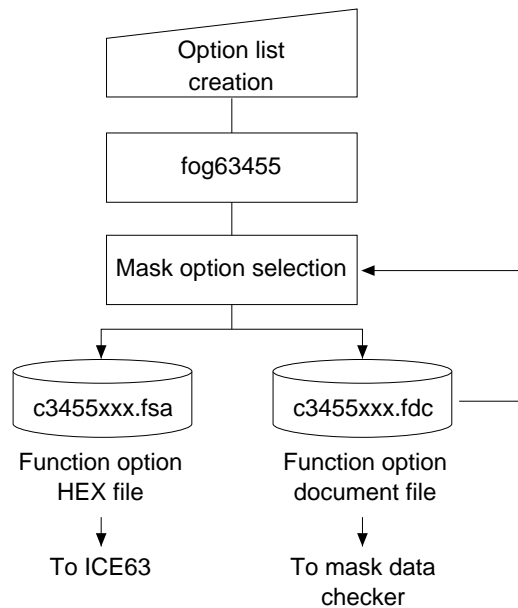 Option list
creation
fog63455
Mask option selection
c3455xxx.fsa
c3455xxx.fdc
Function option
HEX file
Function option
document file
To ICE63
To mask data
checker